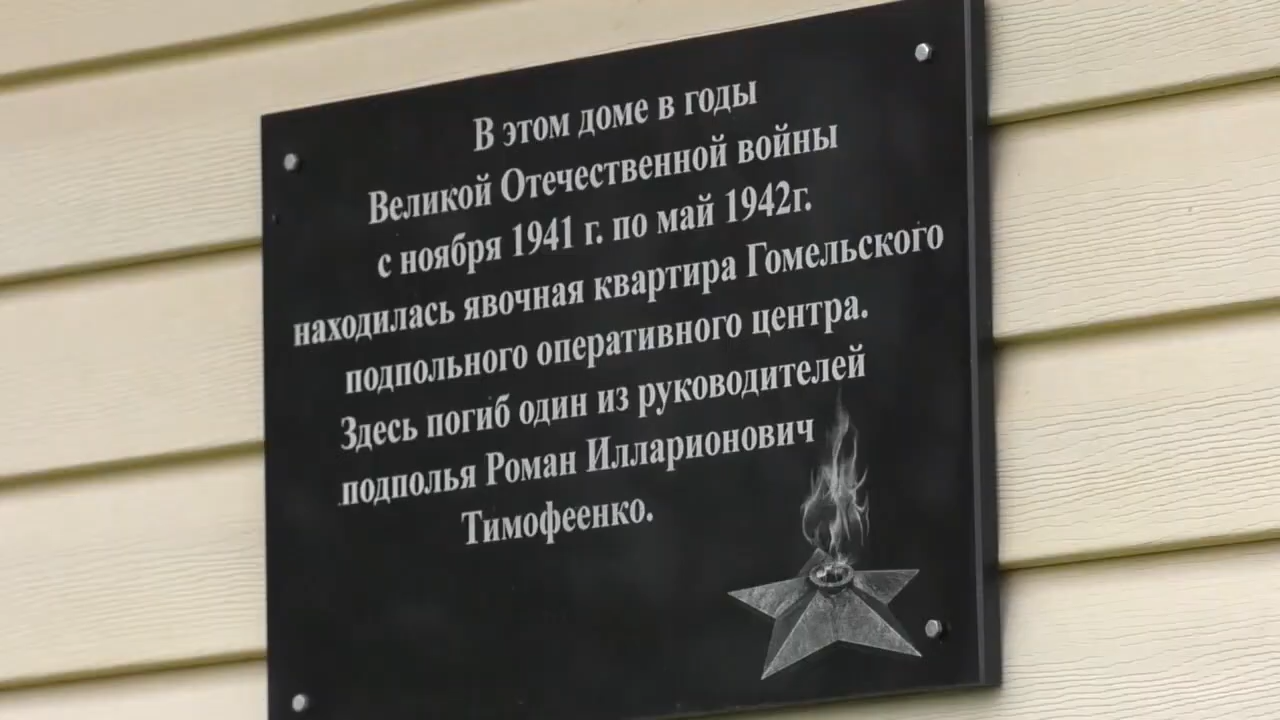 В этом доме в годы
Великой Отечественной войны
с ноября 1941 г. по май 1942г.
находилась явочная квартира Гомельского
подпольного оперативного центра.
Здесь погиб один из руководителей
подполья Роман Илларионович
Тимофеенко.